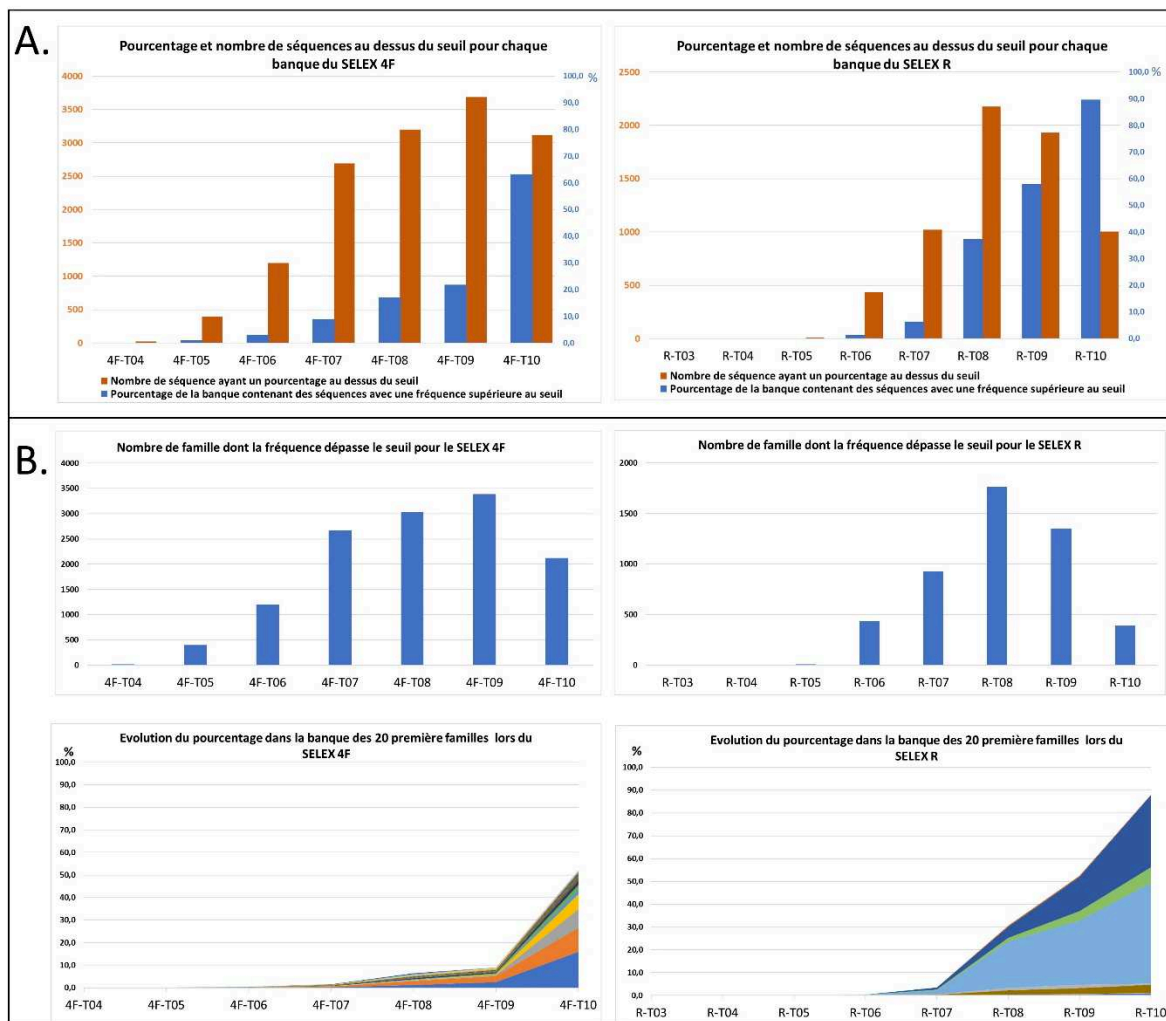 A.
Pourcentage et nombre de séquences au dessus du seuil pour chaque
banque du SELEX 4F
4000
3500
3000
2500
2000
1500
1000
500
0
100,0
%
90,0
80,0
70,0
60,0
50,0
40,0
30,0
20,0
10,0
0,0
4F-T04
4F-T05
4F-T06
4F-T07
4F-T08
4F-T09
4F-T10
Nombre de séquence ayant un pourcentage au dessus du seuil
Pourcentage de la banque contenant des séquences avec une fréquence supérieure au seuil
Pourcentage et nombre de séquences au dessus du seuil pour chaque
banque du SELEX R
2500
2000
1500
1000
500
0
100,0
%
90,0
80,0
70,0
60,0
50,0
40,0
30,0
20,0
10,0
0,0
R-T03
R-T04
R-T05
R-T06
R-T07
R-T08
R-T09
R-T10
Nombre de séquence ayant un pourcentage au dessus du seuil
Pourcentage de la banque contenant des séquences avec une fréquence supérieure au seuil
B.
Nombre de famille dont la fréquence dépasse le seuil pour le SELEX 4F
4000
3500
3000
2500
2000
1500
1000
500
0
4F-T04
4F-T05
4F-T06
4F-T07
4F-T08
4F-T09
4F-T10
Nombre de famille dont la fréquence dépasse le seuil pour le SELEX R
2000
1500
1000
500
0
R-T03
R-T04
R-T05
R-T06
R-T07
R-T08
R-T09
R-T10
Evolution du pourcentage dans la banque des 20 première familles lors du
SELEX 4F
%
100,0
90,0
80,0
70,0
60,0
50,0
40,0
30,0
20,0
10,0
0,0
4F-T04
4F-T05
4F-T06
4F-T07
4F-T08
4F-T09
4F-T10
Evolution du pourcentage dans la banque des 20 première familles lors du
SELEX R
%
100,0
90,0
80,0
70,0
60,0
50,0
40,0
30,0
20,0
10,0
0,0
R-T03
R-T04
R-T05
R-T06
R-T07
R-T08
R-T09
R-T10